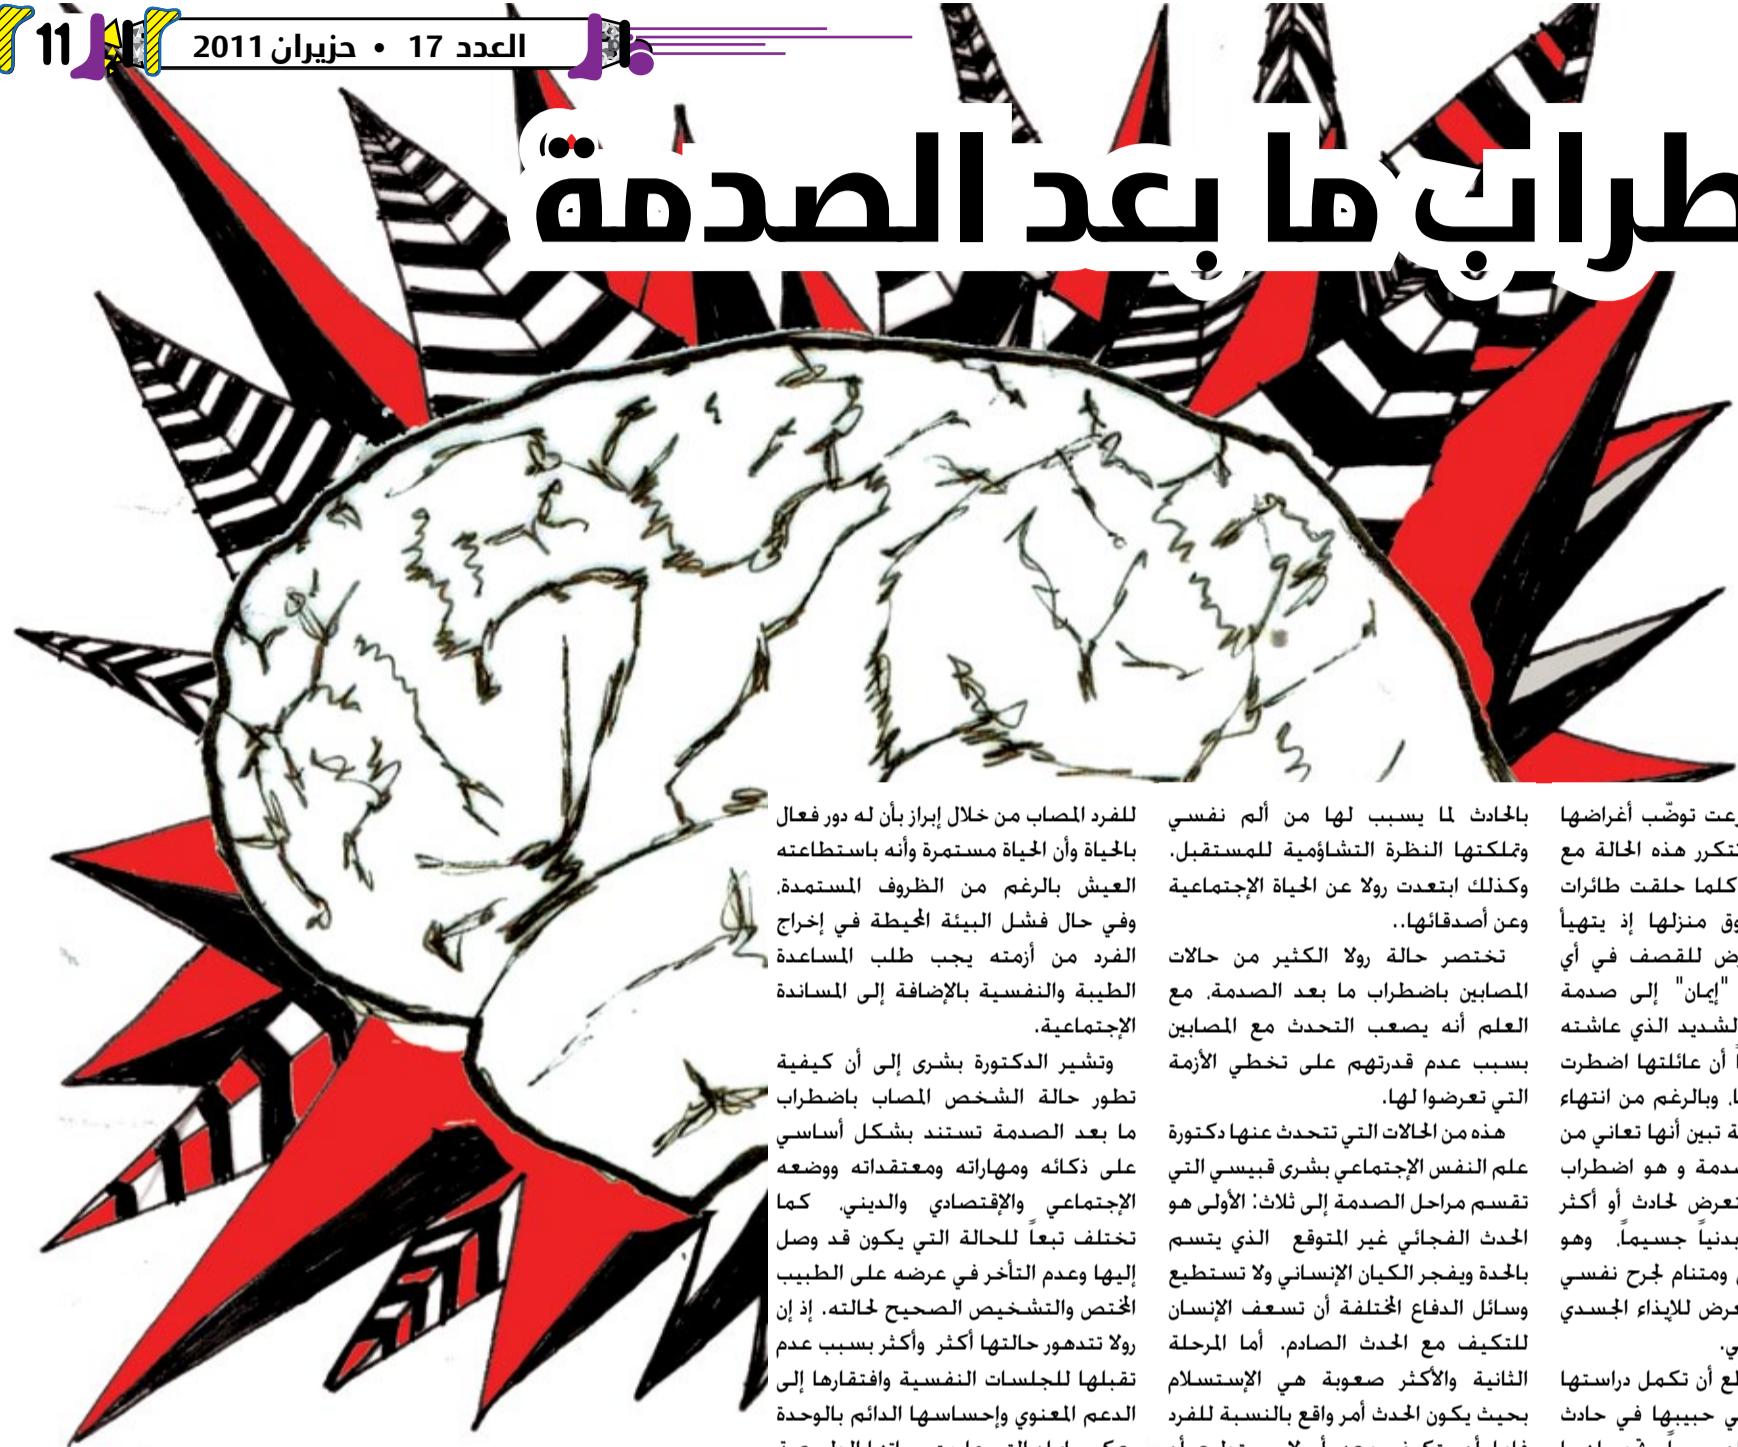 11
العدد 17 • حزيران 2011
ما بعد الصدمة
توضّب أغراضها
تتكرر هذه الحالة مع
كلما حلقت طائرات
منزلها إذ يتهيأ
للقصف في أي
"إيمان" إلى صدمة
الشديد الذي عاشته
أن عائلتها اضطرت
وبالرغم من انتهاء
تبين أنها تعاني من
و هو اضطراب
لحادث أو أكثر
جسيماً، وهو
ومتنام لجرح نفسي
للإيذاء الجسدي
أن تكمل دراستها
حبيبها في حادث
بالحادث لما يسبب لها من ألم نفسي
وتملكتها النظرة التشاؤمية للمستقبل.
وكذلك ابتعدت رولا عن الحياة الإجتماعية
وعن أصدقائها..
تختصر حالة رولا الكثير من حالات
المصابين باضطراب ما بعد الصدمة، مع
العلم أنه يصعب التحدث مع المصابين
بسبب عدم قدرتهم على تخطي الأزمة
التي تعرضوا لها.
هذه من الحالات التي تتحدث عنها دكتورة
علم النفس الإجتماعي بشرى قبيسي التي
تقسم مراحل الصدمة إلى ثلاث: الأولى هو
الحدث الفجائي غير المتوقع الذي يتسم
بالحدة ويفجر الكيان الإنساني ولا تستطيع
وسائل الدفاع المختلفة أن تسعف الإنسان
للتكيف مع الحدث الصادم. أما المرحلة
الثانية والأكثر صعوبة هي الإستسلام
بحيث يكون الحدث أمر واقع بالنسبة للفرد
للفرد المصاب من خلال إبراز بأن له دور فعال
بالحياة وأن الحياة مستمرة وأنه باستطاعته
العيش بالرغم من الظروف المستمدة،
وفي حال فشل البيئة المحيطة في إخراج
الفرد من أزمته يجب طلب المساعدة
الطيبة والنفسية بالإضافة إلى المساندة
الإجتماعية.
وتشير الدكتورة بشرى إلى أن كيفية
تطور حالة الشخص المصاب باضطراب
ما بعد الصدمة تستند بشكل أساسي
على ذكائه ومهاراته ومعتقداته ووضعه
الإجتماعي والإقتصادي والديني، كما
تختلف تبعاً للحالة التي يكون قد وصل
إليها وعدم التأخر في عرضه على الطبيب
المختص والتشخيص الصحيح لحالته، إذ إن
رولا تتدهور حالتها أكثر وأكثر بسبب عدم
تقبلها للجلسات النفسية وافتقارها إلى
الدعم المعنوي وإحساسها الدائم بالوحدة